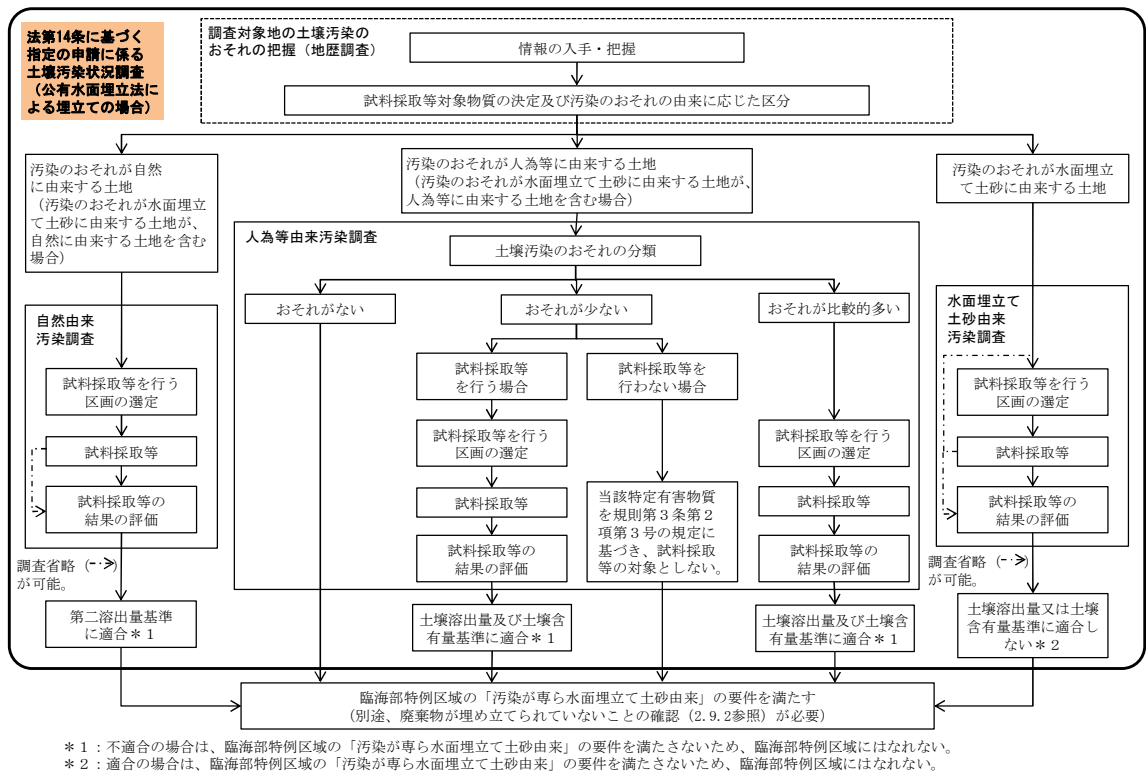 法第14条に基づく
指定の申請に係る
土壌汚染状況調査
（公有水面埋立法に
よる埋立ての場合）
調査対象地の土壌汚染の
おそれの把握（地歴調査）
情報の入手・把握
試料採取等対象物質の決定及び汚染のおそれの由来に応じた区分
汚染のおそれが自然
に由来する土地
（汚染のおそれが水面埋立
て土砂に由来する土地が、
自然に由来する土地を含む
場合）
自然由来
汚染調査
試料採取等を行う
区画の選定
試料採取等
試料採取等の
結果の評価
調査省略（）
が可能。
第二溶出量基準
に適合＊1
汚染のおそれが人為等に由来する土地
（汚染のおそれが水面埋立て土砂に由来する土地が、
人為等に由来する土地を含む場合）
人為等由来汚染調査
土壌汚染のおそれの分類
おそれがない
おそれが少ない
おそれが比較的多い
試料採取等
を行う場合
試料採取等を行う
区画の選定
試料採取等
試料採取等の
結果の評価
土壌溶出量及び土壌含
有量基準に適合＊1
試料採取等を
行わない場合
当該特定有害物質
を規則第３条第２
項第３号の規定に
基づき、試料採取
等の対象としない。
試料採取等を行う
区画の選定
試料採取等
試料採取等の
結果の評価
土壌溶出量及び土壌含
有量基準に適合＊1
汚染のおそれが水面埋立
て土砂に由来する土地
水面埋立て
土砂由来
汚染調査
試料採取等を行う
区画の選定
試料採取等
試料採取等の
結果の評価
調査省略（）
が可能。
土壌溶出量又は土壌
含有量基準に適合し
ない＊2
臨海部特例区域の「汚染が専ら水面埋立て土砂由来」の要件を満たす
（別途、廃棄物が埋め立てられていないことの確認（2.9.2参照）が必要）
＊1：不適合の場合は、臨海部特例区域の「汚染が専ら水面埋立て土砂由来」の要件を満たさないため、臨海部特例区域にはなれない。
＊2：適合の場合は、臨海部特例区域の「汚染が専ら水面埋立て土砂由来」の要件を満たさないため、臨海部特例区域にはなれない。